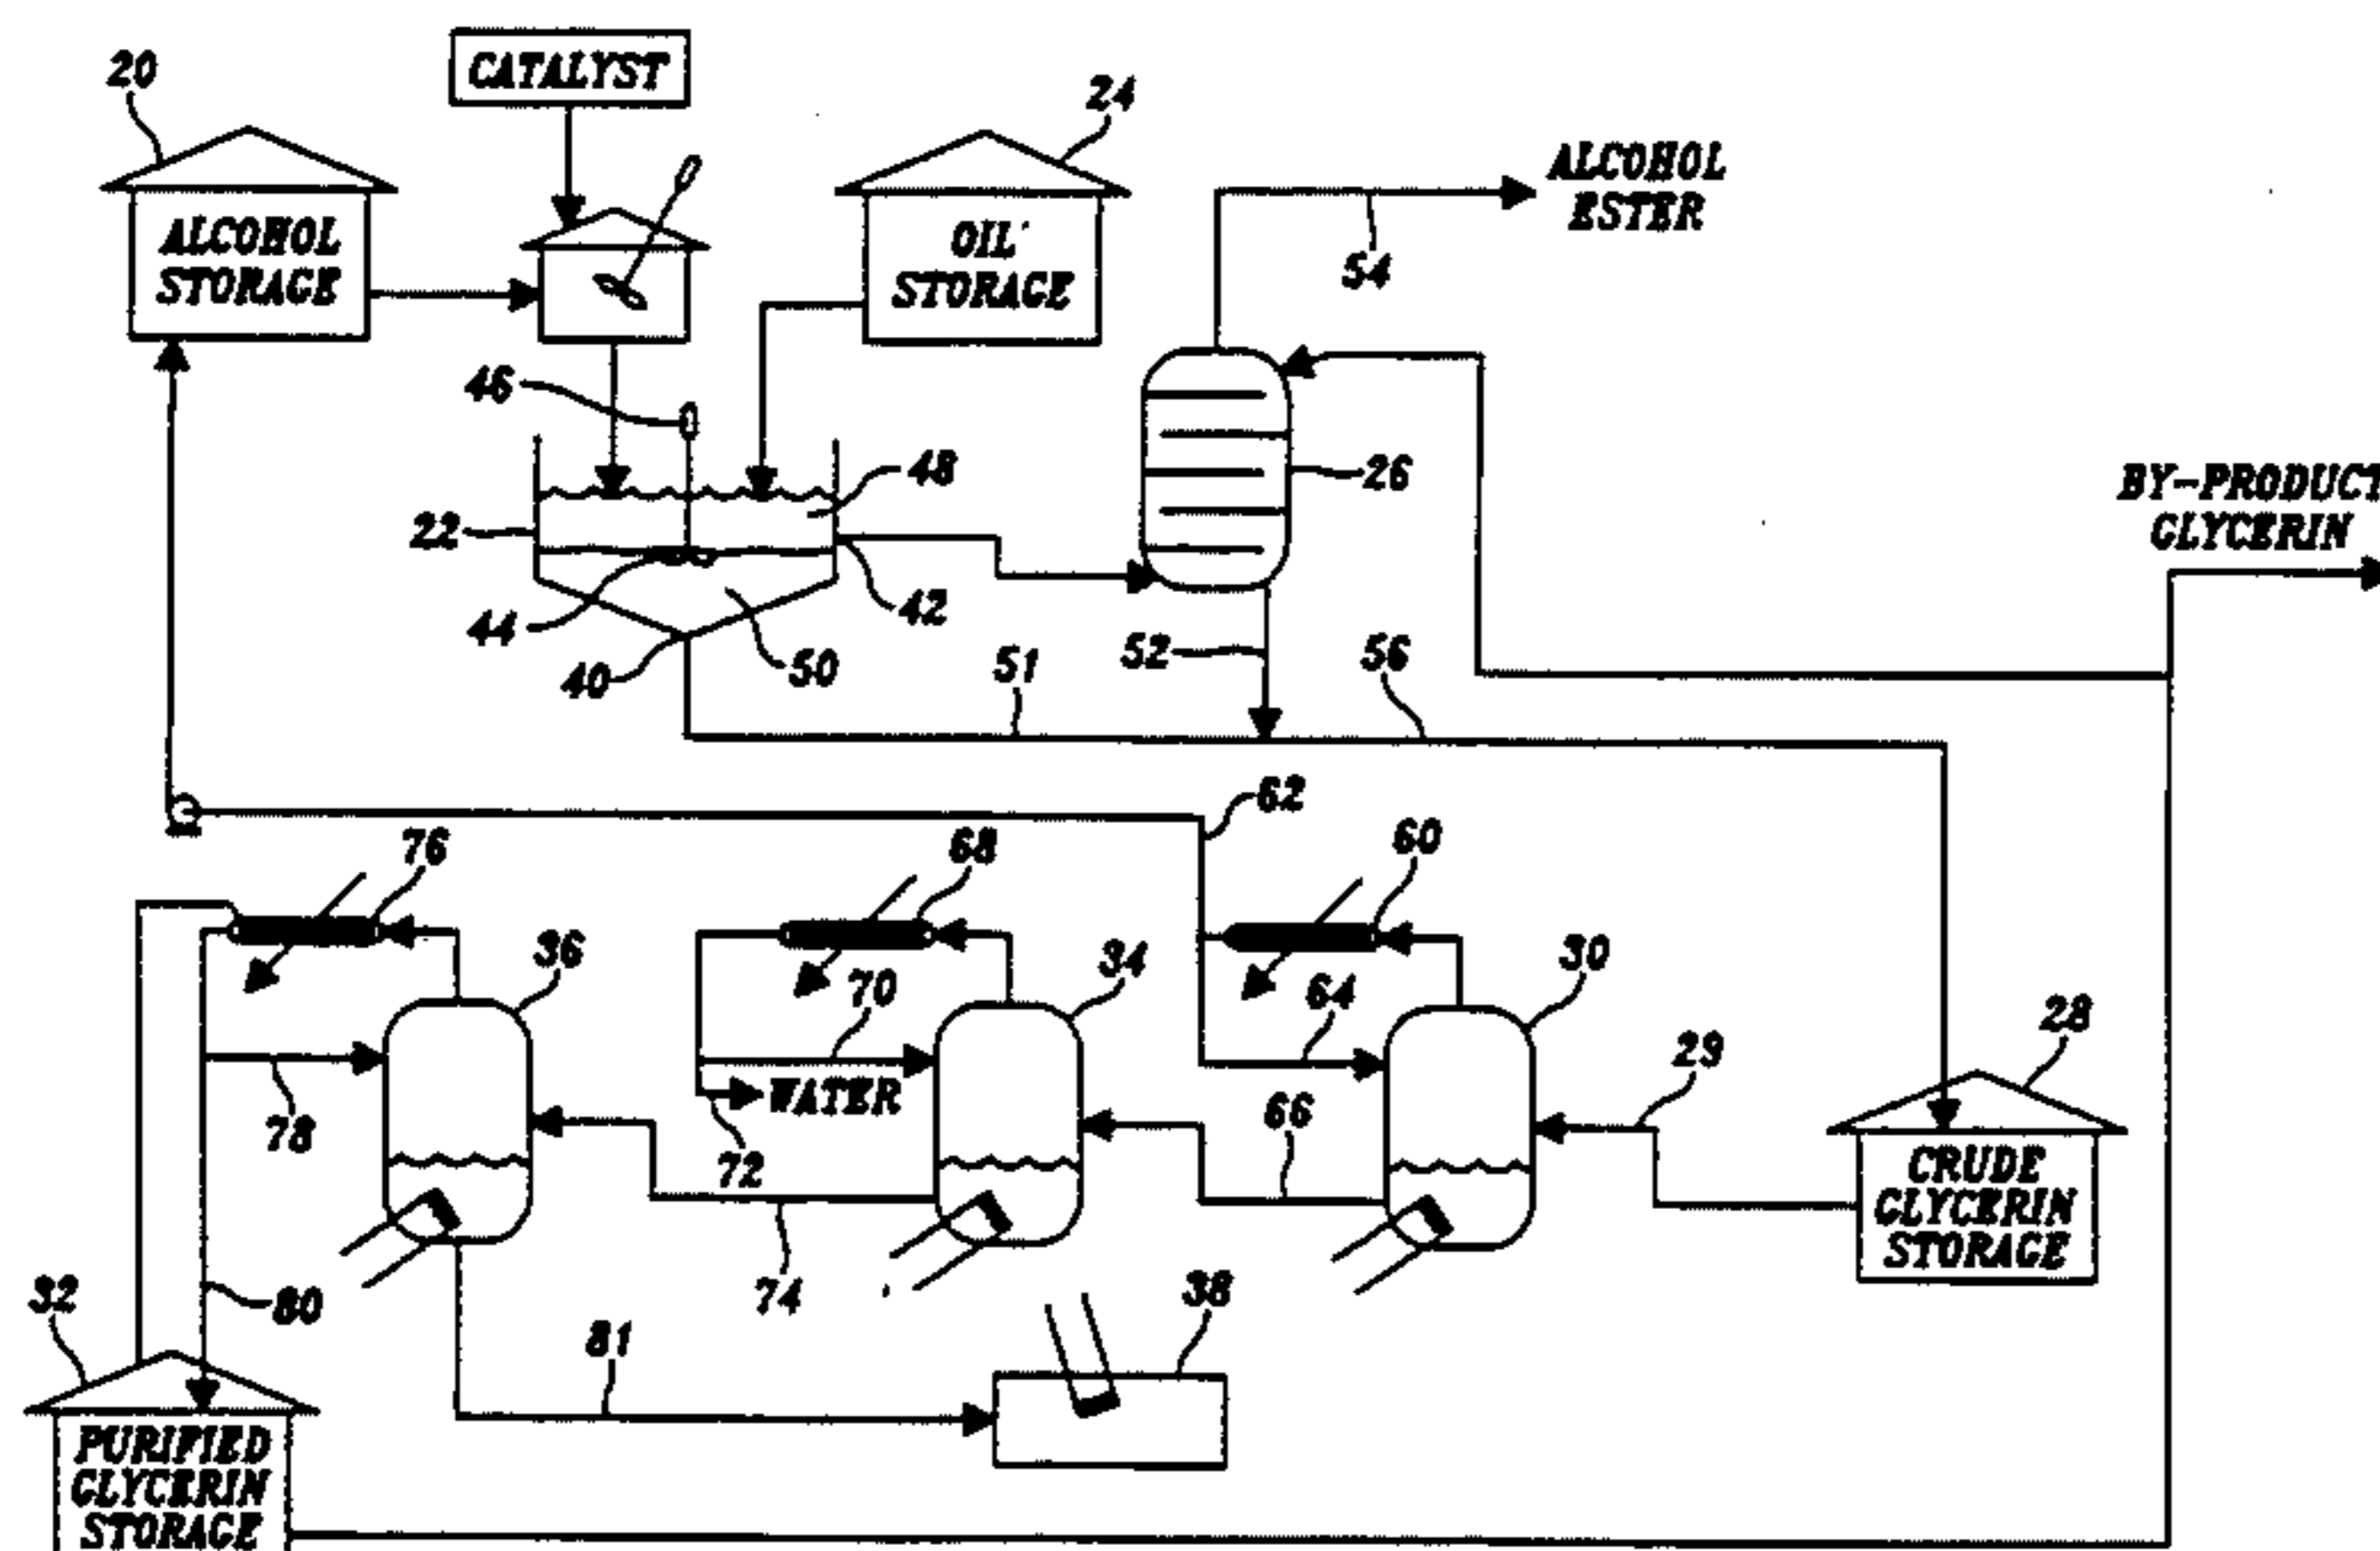 20
CATALYST
24
ALCOHOL
STORAGE
OIL
STORAGE
ALCOHOL
ESTER
54
46
48
26
22
BY-PRODUCT
GLYCERIN
44
42
40
50
51
52
56
62
76
68
60
36
70
34
64
30
28
29
78
WATER
66
72
CRUDE
GLYCERIN
STORAGE
32
80
74
38
81
PURIFIED
GLYCERIN
STORAGE